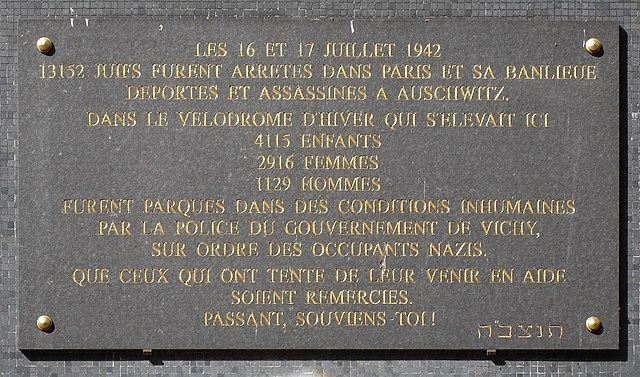 LES 16 ET 17 JUILLET 1942
13152 JUIFS FURENT ARRETES DANS PARIS ET SA BANLIEUE
DEPORTES ET ASSASSINES A AUSCHWITZ.
DANS LE VELODROME D'HIVER QUI S'ELEVAIT ICI
4115 ENFANTS
2916 FEMMES
1129 HOMMES
FURENT PARQUES DANS DES CONDITIONS INHUMAINES
PAR LA POLICE DU GOUVERNEMENT DE VICHY,
SUR ORDRE DES OCCUPANTS NAZIS.
QUE CEUX QUI ONT TENTE DE LEUR VENIR EN AIDE
SOIENT REMERCIES.
PASSANT, SOUVIENS-TOI !
תנצב"ה